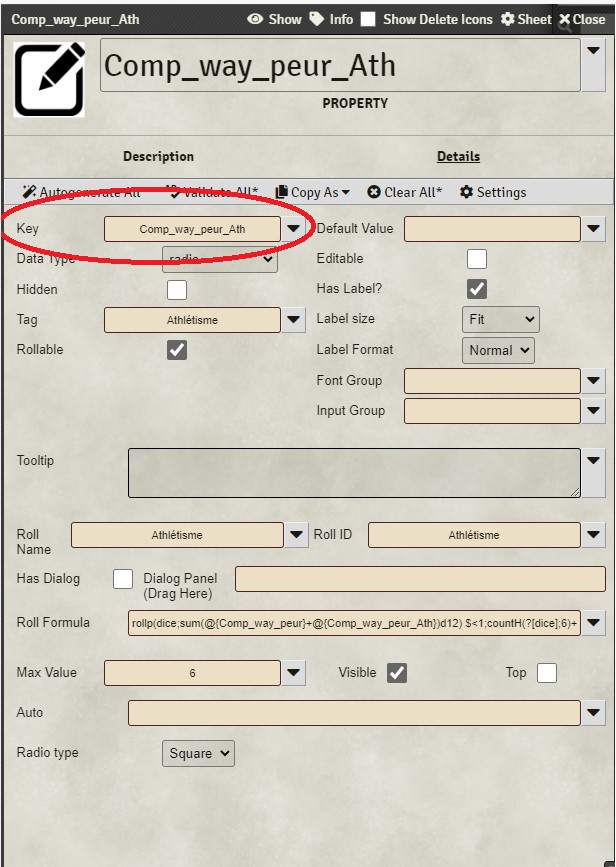 Comp_way_peur_Ath Show Info Show Delete Icons Sheet Close
Comp_way_peur_Ath
PROPERTY
Description Details
Autogenerate All Validate All* Copy As Clear All* Settings
Key Comp_way_peur_Ath Default Value
Data Type radio Editable
Hidden Has Label?
Tag Athlétisme Label size Fit
Rollable Label Format Normal
Font Group
Input Group
Tooltip
Roll Name Athlétisme Roll ID Athlétisme
Has Dialog Dialog Panel
(Drag Here)
Roll Formula rollp(dice;sum(@{Comp_way_peur}+@{Comp_way_peur_Ath})d12) $<1;countH(?[dice];6)+
Max Value 6 Visible Top
Auto
Radio type Square